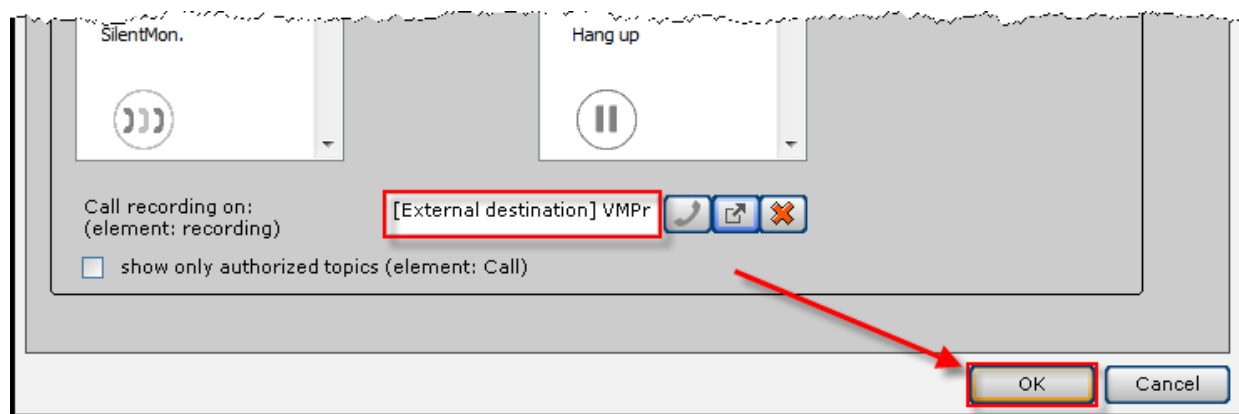 SilentMon.
Hang up
Call recording on:
(element: recording)
[External destination] VMPr
show only authorized topics (element: Call)
OK
Cancel